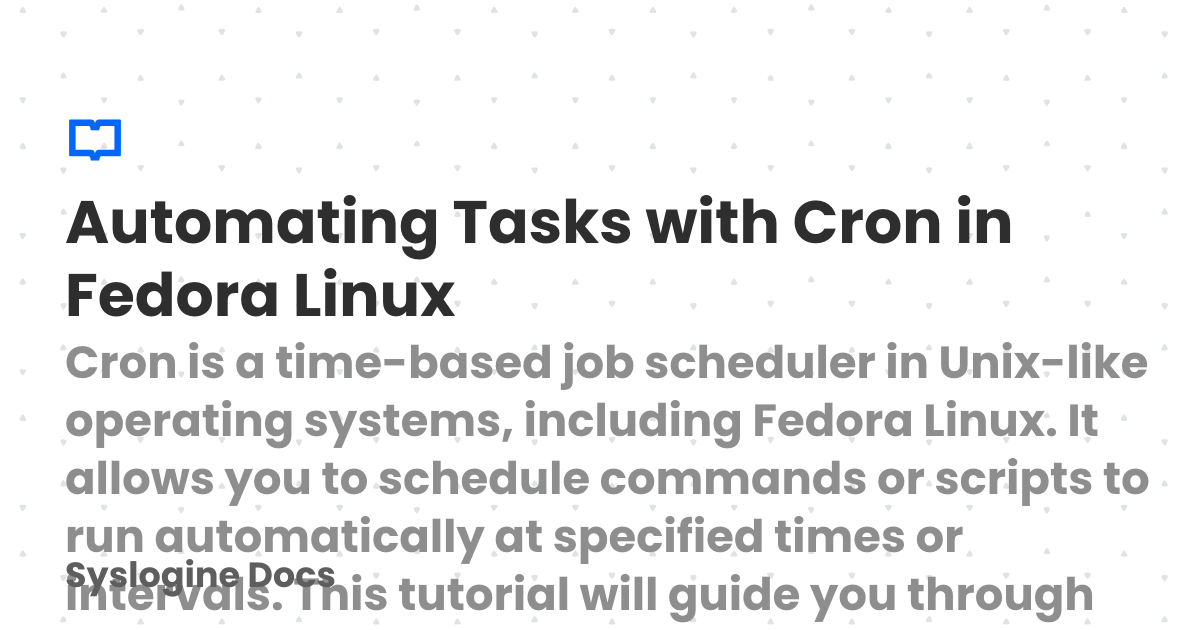 Automating Tasks with Cron in
Fedora Linux
Cron is a time-based job scheduler in Unix-like
operating systems, including Fedora Linux. It
allows you to schedule commands or scripts to
run automatically at specified times or
Syslogine Docs
intervals. This tutorial will guide you through